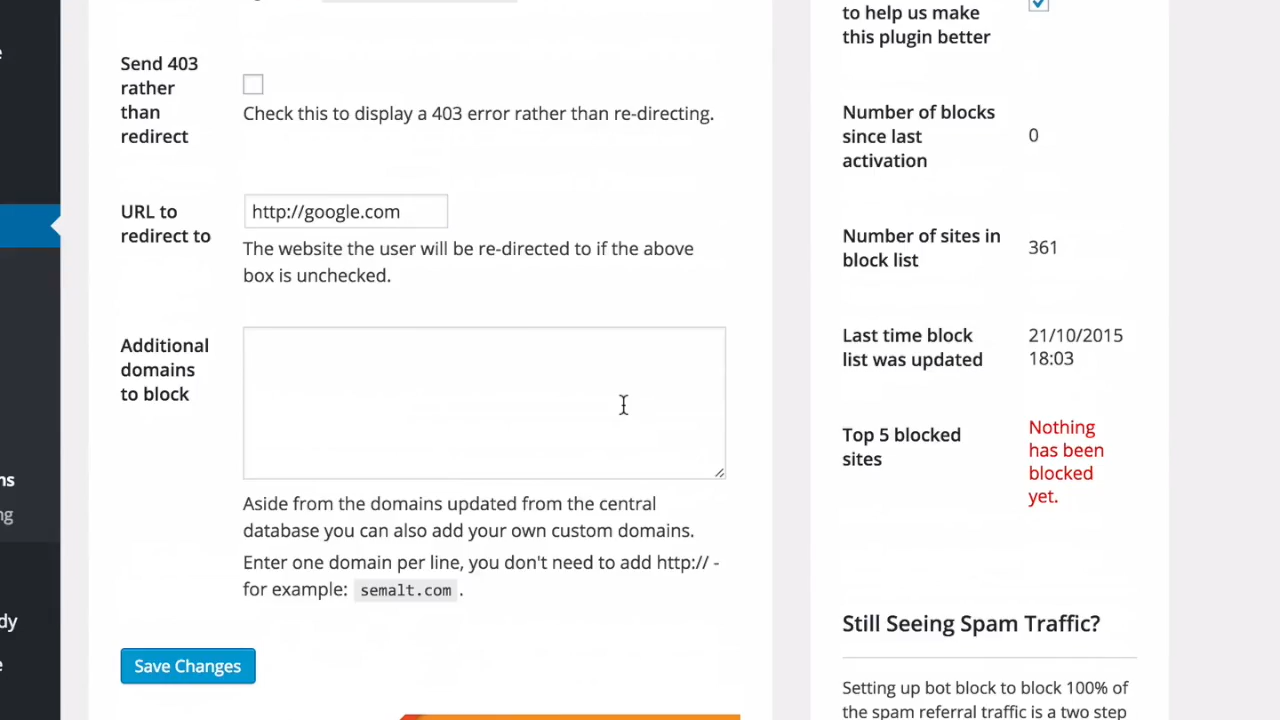 Send 403
rather
than
redirect
Check this to display a 403 error rather than re-directing.
URL to
redirect to
http://google.com
The website the user will be re-directed to if the above
box is unchecked.
Additional
domains
to block
Aside from the domains updated from the central
database you can also add your own custom domains.
Enter one domain per line, you don't need to add http:// -
for example: semalt.com .
Save Changes
to help us make
this plugin better
Number of blocks
since last
activation
0
Number of sites in
block list
361
Last time block
list was updated
21/10/2015
18:03
Top 5 blocked
sites
Nothing
has been
blocked
yet.
Still Seeing Spam Traffic?
Setting up bot block to block 100% of
the spam referral traffic is a two step